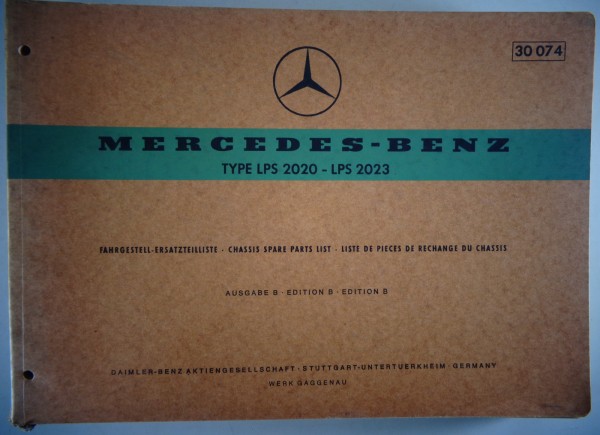 30 074
MERCEDES-BENZ
TYPE LPS 2020 - LPS 2023
FAHRGESTELL-ERSATZTEILLISTE · CHASSIS SPARE PARTS LIST · LISTE DE PIECES DE RECHANGE DU CHASSIS
AUSGABE B · EDITION B · EDITION B
DAIMLER-BENZ AKTIENGESELLSCHAFT · STUTTGART-UNTERTUERKHEIM · GERMANY
WERK GAGGENAU